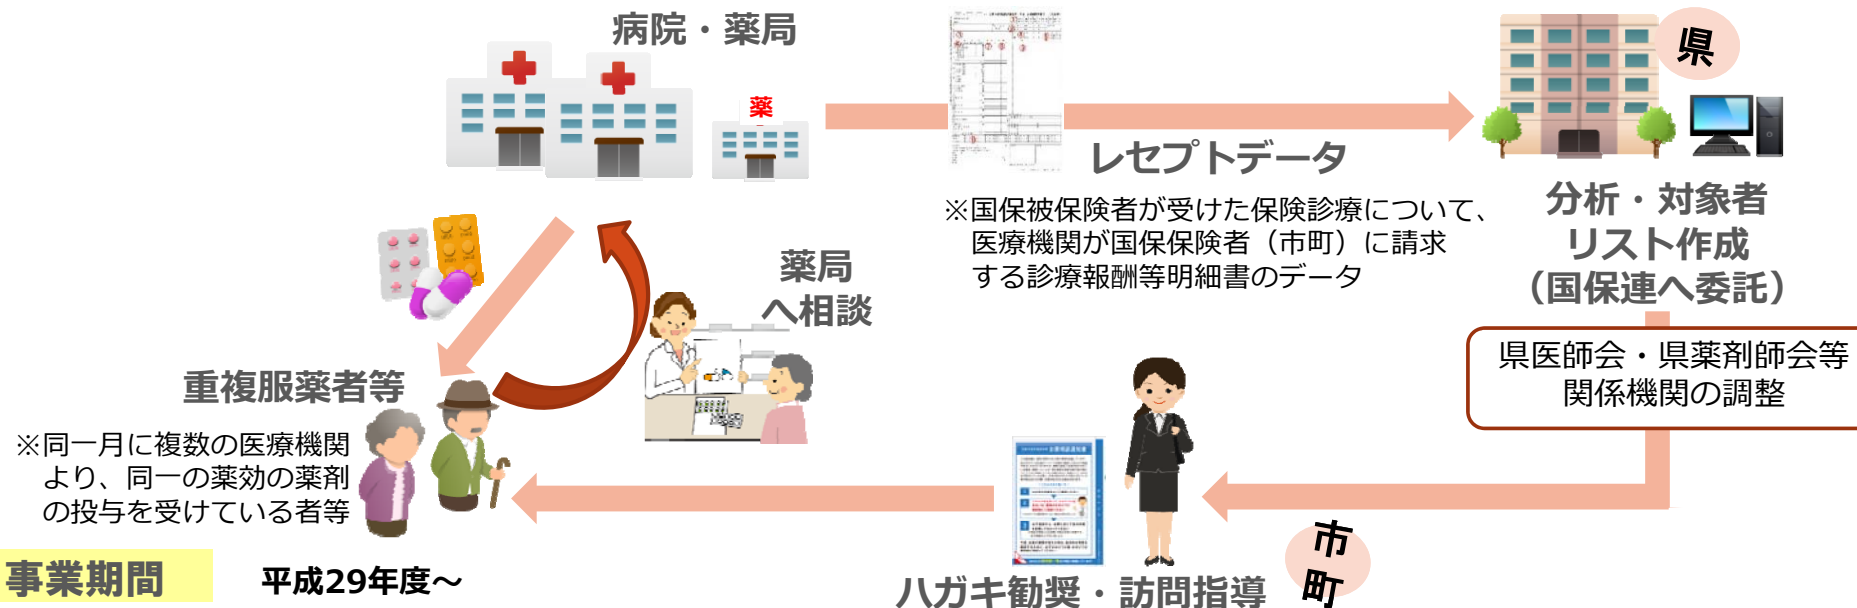 病院・薬局
薬
県
レセプトデータ
※国保被保険者が受けた保険診療について、
医療機関が国保保険者（市町）に請求
する診療報酬等明細書のデータ
分析・対象者
リスト作成
（国保連へ委託）
県医師会・県薬剤師会等
関係機関の調整
薬局
へ相談
重複服薬者等
※同一月に複数の医療機関
より、同一の薬効の薬剤
の投与を受けている者等
市
町
ハガキ勧奨・訪問指導
事業期間
平成29年度～